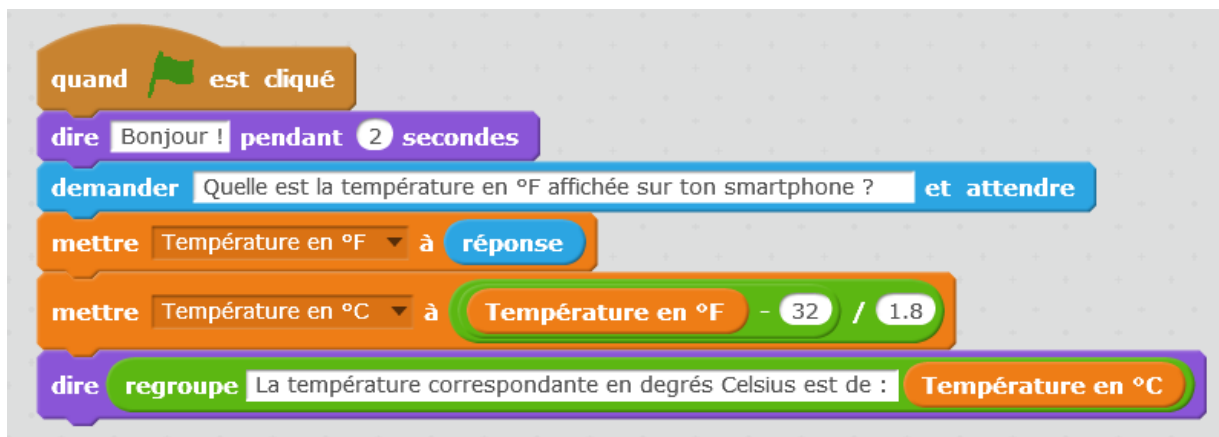 quand est cliqué
dire Bonjour ! pendant 2 secondes
demander Quelle est la température en °F affichée sur ton smartphone ? et attendre
mettre Température en °F à réponse
mettre Température en °C à Température en °F - 32 / 1.8
dire regroupe La température correspondante en degrés Celsius est de : Température en °C